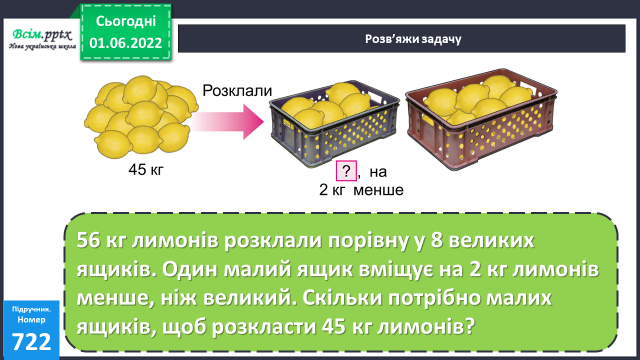 Всім.pptx
Нова українська школа
Сьогодні
01.06.2022
Розв’яжи задачу
Розклали
45 кг
? , на
2 кг менше
56 кг лимонів розклали порівну у 8 великих
ящиків. Один малий ящик вміщує на 2 кг лимонів
менше, ніж великий. Скільки потрібно малих
ящиків, щоб розкласти 45 кг лимонів?
Підручник.
Номер
722